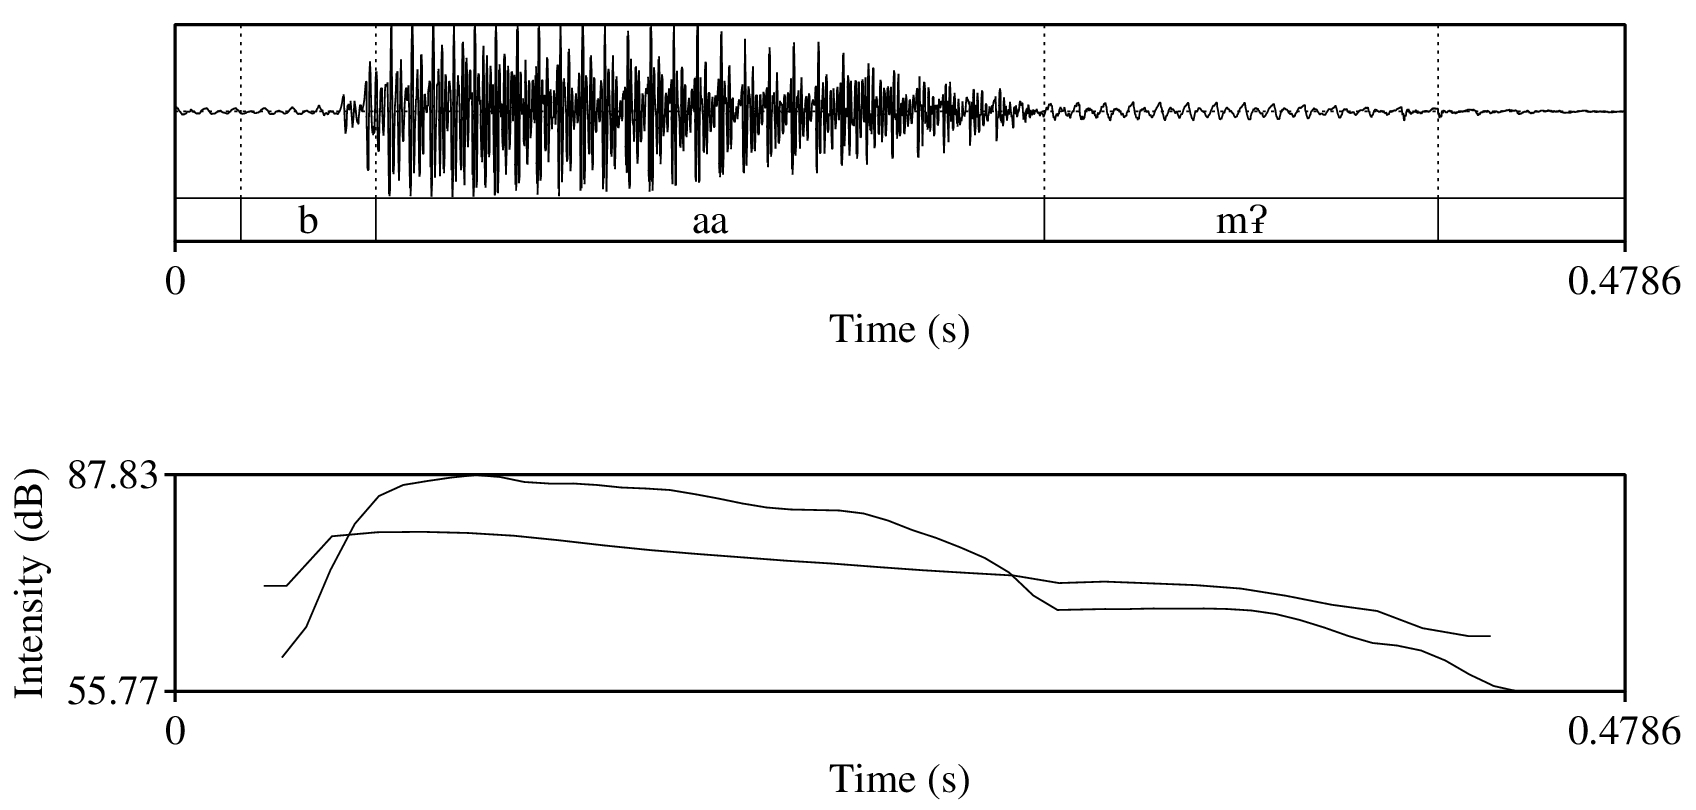 b aa mʔ
0 0.4786
Time (s)
87.83
Intensity (dB)
55.77
0 0.4786
Time (s)